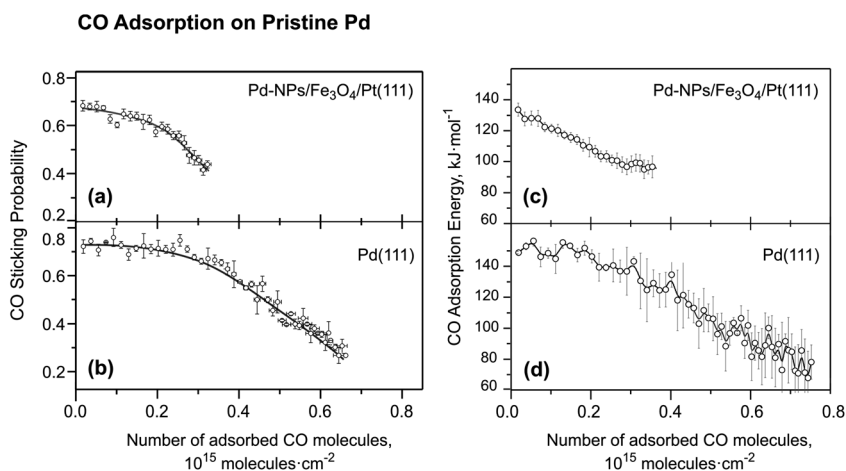 CO Adsorption on Pristine Pd
CO Sticking Probability
0.8
0.6
0.4
0.2
Pd-NPs/Fe₃O₄/Pt(111)
(a)
0.8
0.6
0.4
0.2
Pd(111)
(b)
0.0 0.2 0.4 0.6 0.8
Number of adsorbed CO molecules,
10¹⁵ molecules·cm⁻²
CO Adsorption Energy, kJ·mol⁻¹
140
120
100
80
60
Pd-NPs/Fe₃O₄/Pt(111)
(c)
140
120
100
80
60
Pd(111)
(d)
0.0 0.2 0.4 0.6 0.8
Number of adsorbed CO molecules,
10¹⁵ molecules·cm⁻²